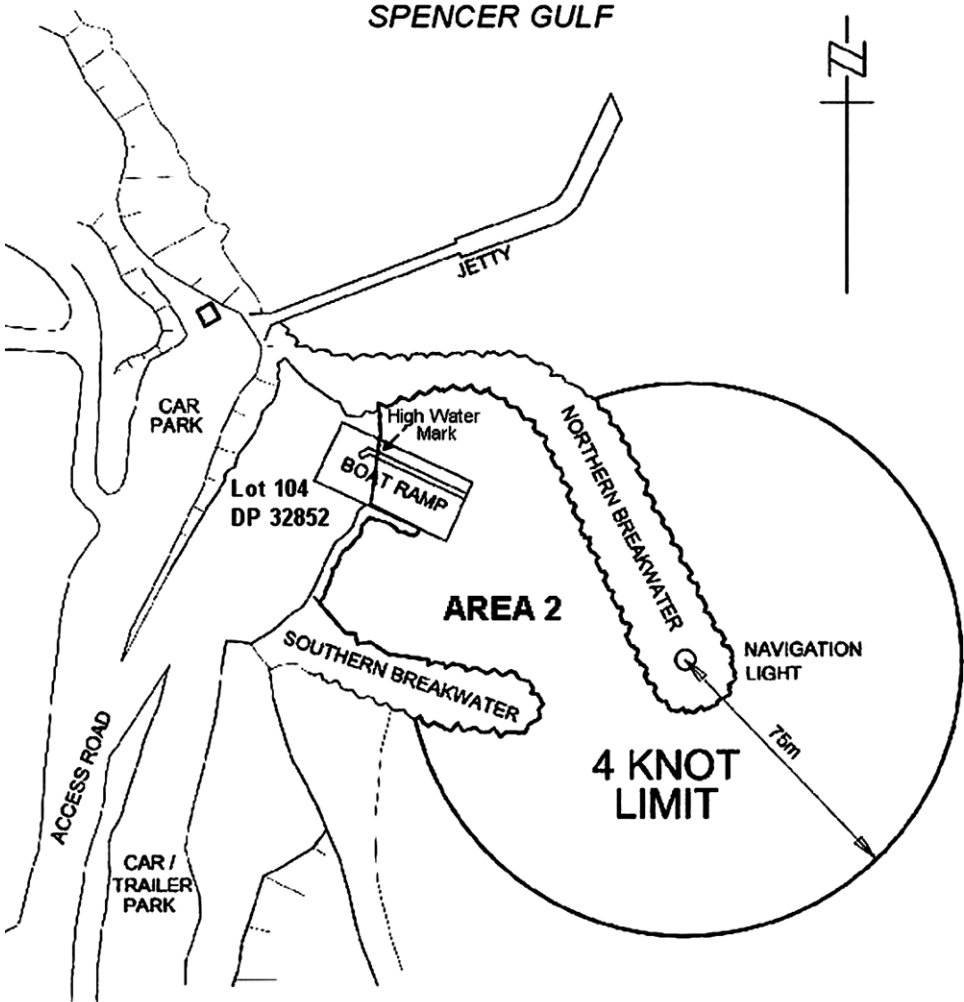 SPENCER GULF
N
JETTY
CAR
PARK
High Water
Mark
BOAT RAMP
Lot 104
DP 32852
NORTHERN BREAKWATER
AREA 2
SOUTHERN BREAKWATER
NAVIGATION
LIGHT
75m
4 KNOT
LIMIT
ACCESS ROAD
CAR /
TRAILER
PARK